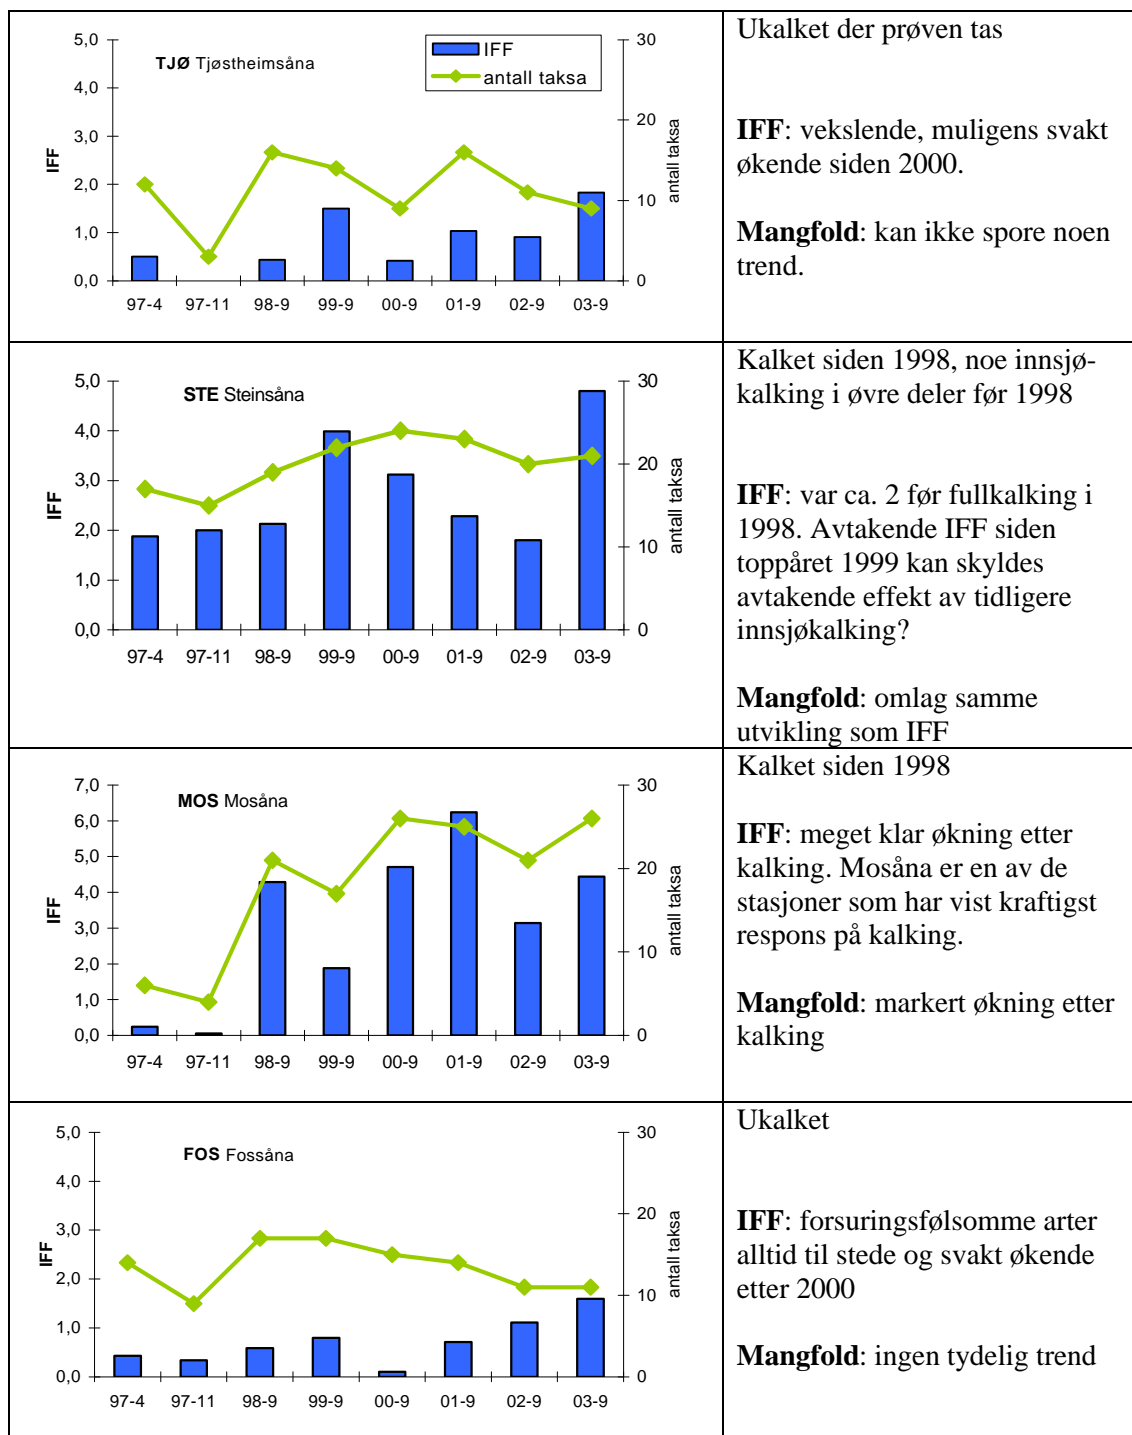 TJØ Tjøstheimsåna
IFF
antall taksa
5,0
4,0
3,0
2,0
1,0
0,0
IFF
30
20
10
0
antall taksa
97-4 97-11 98-9 99-9 00-9 01-9 02-9 03-9
Ukalket der prøven tas
IFF: vekslende, muligens svakt
økende siden 2000.
Mangfold: kan ikke spore noen
trend.
STE Steinsåna
5,0
4,0
3,0
2,0
1,0
0,0
IFF
30
20
10
0
antall taksa
97-4 97-11 98-9 99-9 00-9 01-9 02-9 03-9
Kalket siden 1998, noe innsjø-
kalking i øvre deler før 1998
IFF: var ca. 2 før fullkalking i
1998. Avtakende IFF siden
toppåret 1999 kan skyldes
avtakende effekt av tidligere
innsjøkalking?
Mangfold: omlag samme
utvikling som IFF
MOS Mosåna
7,0
6,0
5,0
4,0
3,0
2,0
1,0
0,0
IFF
30
20
10
0
antall taksa
97-4 97-11 98-9 99-9 00-9 01-9 02-9 03-9
Kalket siden 1998
IFF: meget klar økning etter
kalking. Mosåna er en av de
stasjoner som har vist kraftigst
respons på kalking.
Mangfold: markert økning etter
kalking
FOS Fossåna
5,0
4,0
3,0
2,0
1,0
0,0
IFF
30
20
10
0
antall taksa
97-4 97-11 98-9 99-9 00-9 01-9 02-9 03-9
Ukalket
IFF: forsuringsfølsomme arter
alltid til stede og svakt økende
etter 2000
Mangfold: ingen tydelig trend